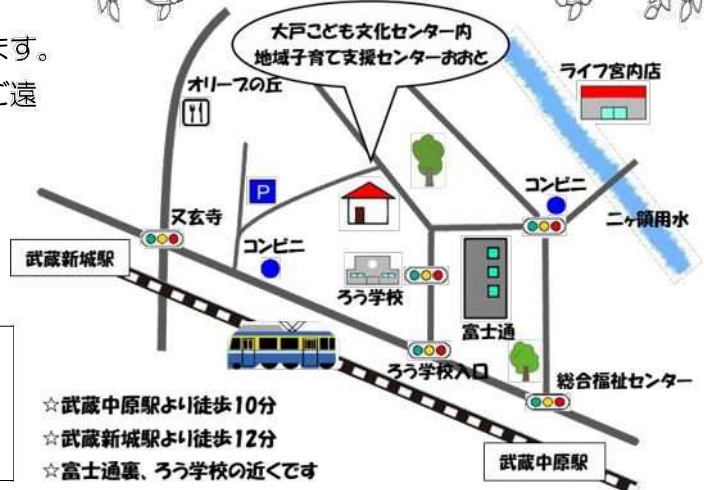 ます。
ご遠
大戸こども文化センター内
地域子育て支援センターおおと
オリーブの丘
ライフ宮内店
P
コンビニ
二ヶ領用水
又玄寺
コンビニ
武蔵新城駅
ろう学校
富士通
ろう学校入口
総合福祉センター
武蔵中原駅
☆武蔵中原駅より徒歩10分
☆武蔵新城駅より徒歩12分
☆富士通裏、ろう学校の近くです